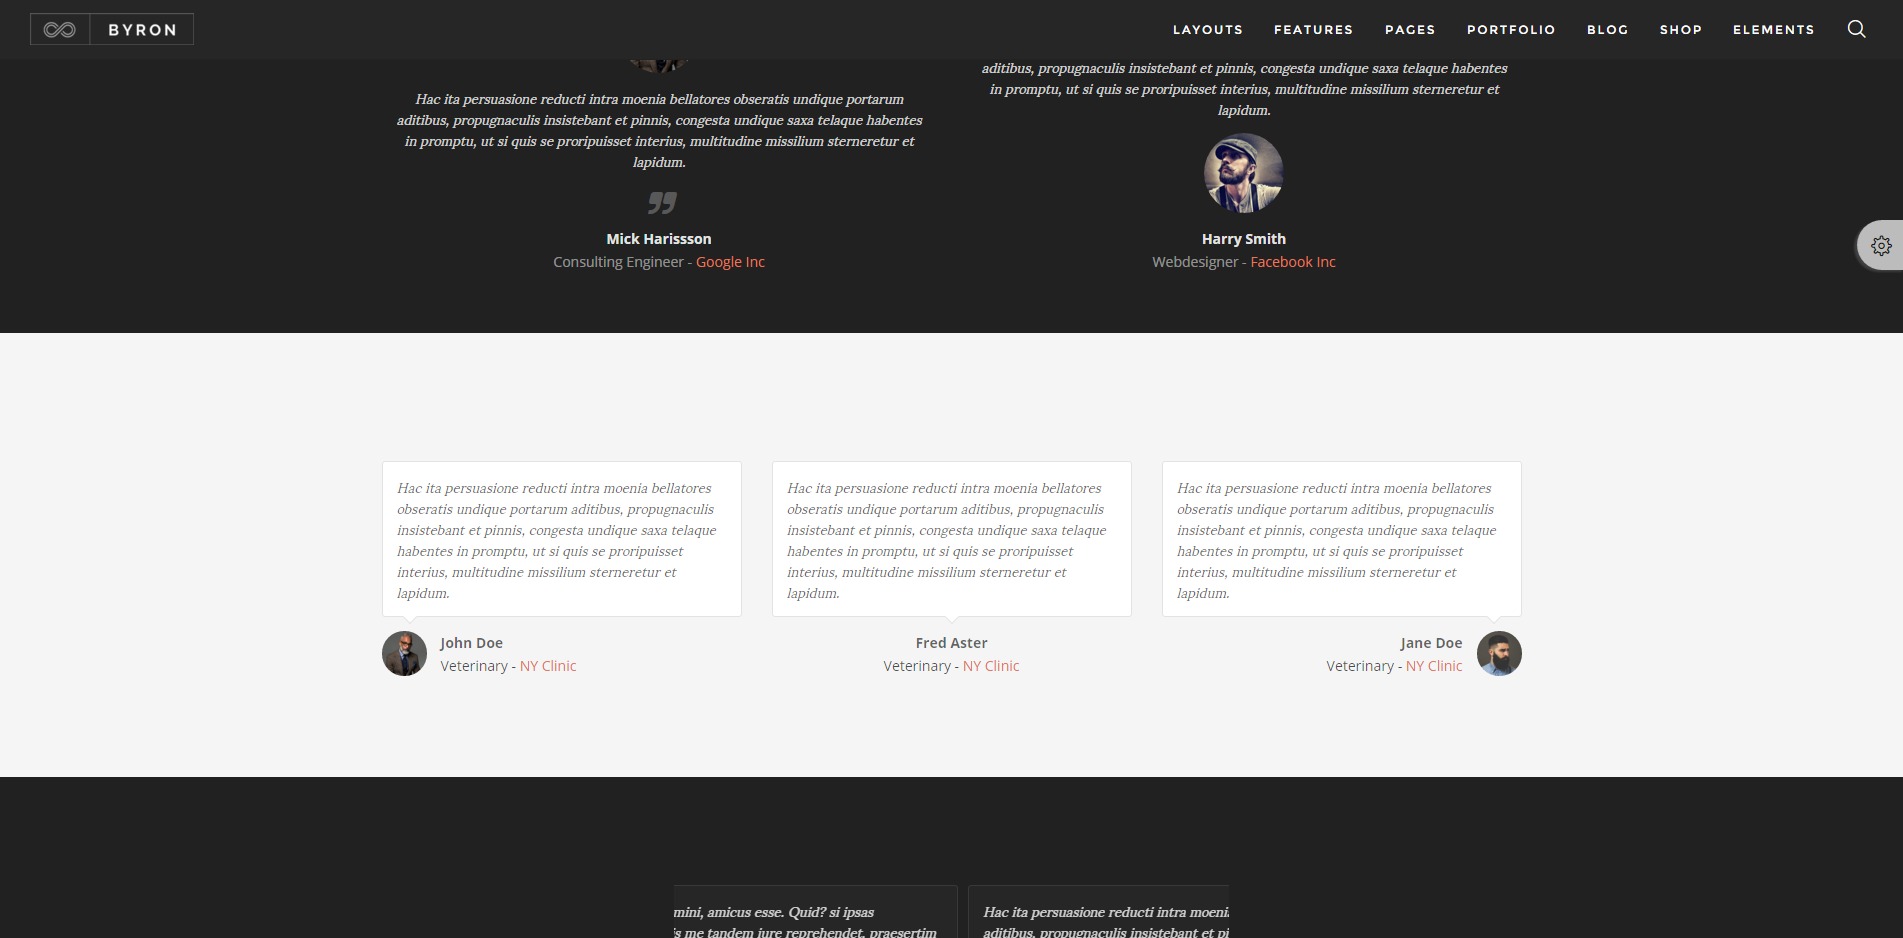 BYRON
LAYOUTS FEATURES PAGES PORTFOLIO BLOG SHOP ELEMENTS
Hac ita persuasione reducti intra moenia bellatores obseratis undique portarum
aditibus, propugnaculis insistebant et pinnis, congesta undique saxa telaque habentes
in promptu, ut si quis se proripuisset interius, multitudine missilium sterneretur et
lapidum.
Mick Harissson
Consulting Engineer - Google Inc
aditibus, propugnaculis insistebant et pinnis, congesta undique saxa telaque habentes
in promptu, ut si quis se proripuisset interius, multitudine missilium sterneretur et
lapidum.
Harry Smith
Webdesigner - Facebook Inc
Hac ita persuasione reducti intra moenia bellatores
obseratis undique portarum aditibus, propugnaculis
insistebant et pinnis, congesta undique saxa telaque
habentes in promptu, ut si quis se proripuisset
interius, multitudine missilium sterneretur et
lapidum.
John Doe
Veterinary - NY Clinic
Hac ita persuasione reducti intra moenia bellatores
obseratis undique portarum aditibus, propugnaculis
insistebant et pinnis, congesta undique saxa telaque
habentes in promptu, ut si quis se proripuisset
interius, multitudine missilium sterneretur et
lapidum.
Fred Aster
Veterinary - NY Clinic
Hac ita persuasione reducti intra moenia bellatores
obseratis undique portarum aditibus, propugnaculis
insistebant et pinnis, congesta undique saxa telaque
habentes in promptu, ut si quis se proripuisset
interius, multitudine missilium sterneretur et
lapidum.
Jane Doe
Veterinary - NY Clinic
mini, amicus esse. Quid? si ipsas
is me tandem iure reprehendet, praesertim
Hac ita persuasione reducti intra moeni
aditibus, propugnaculis insistebant et pi